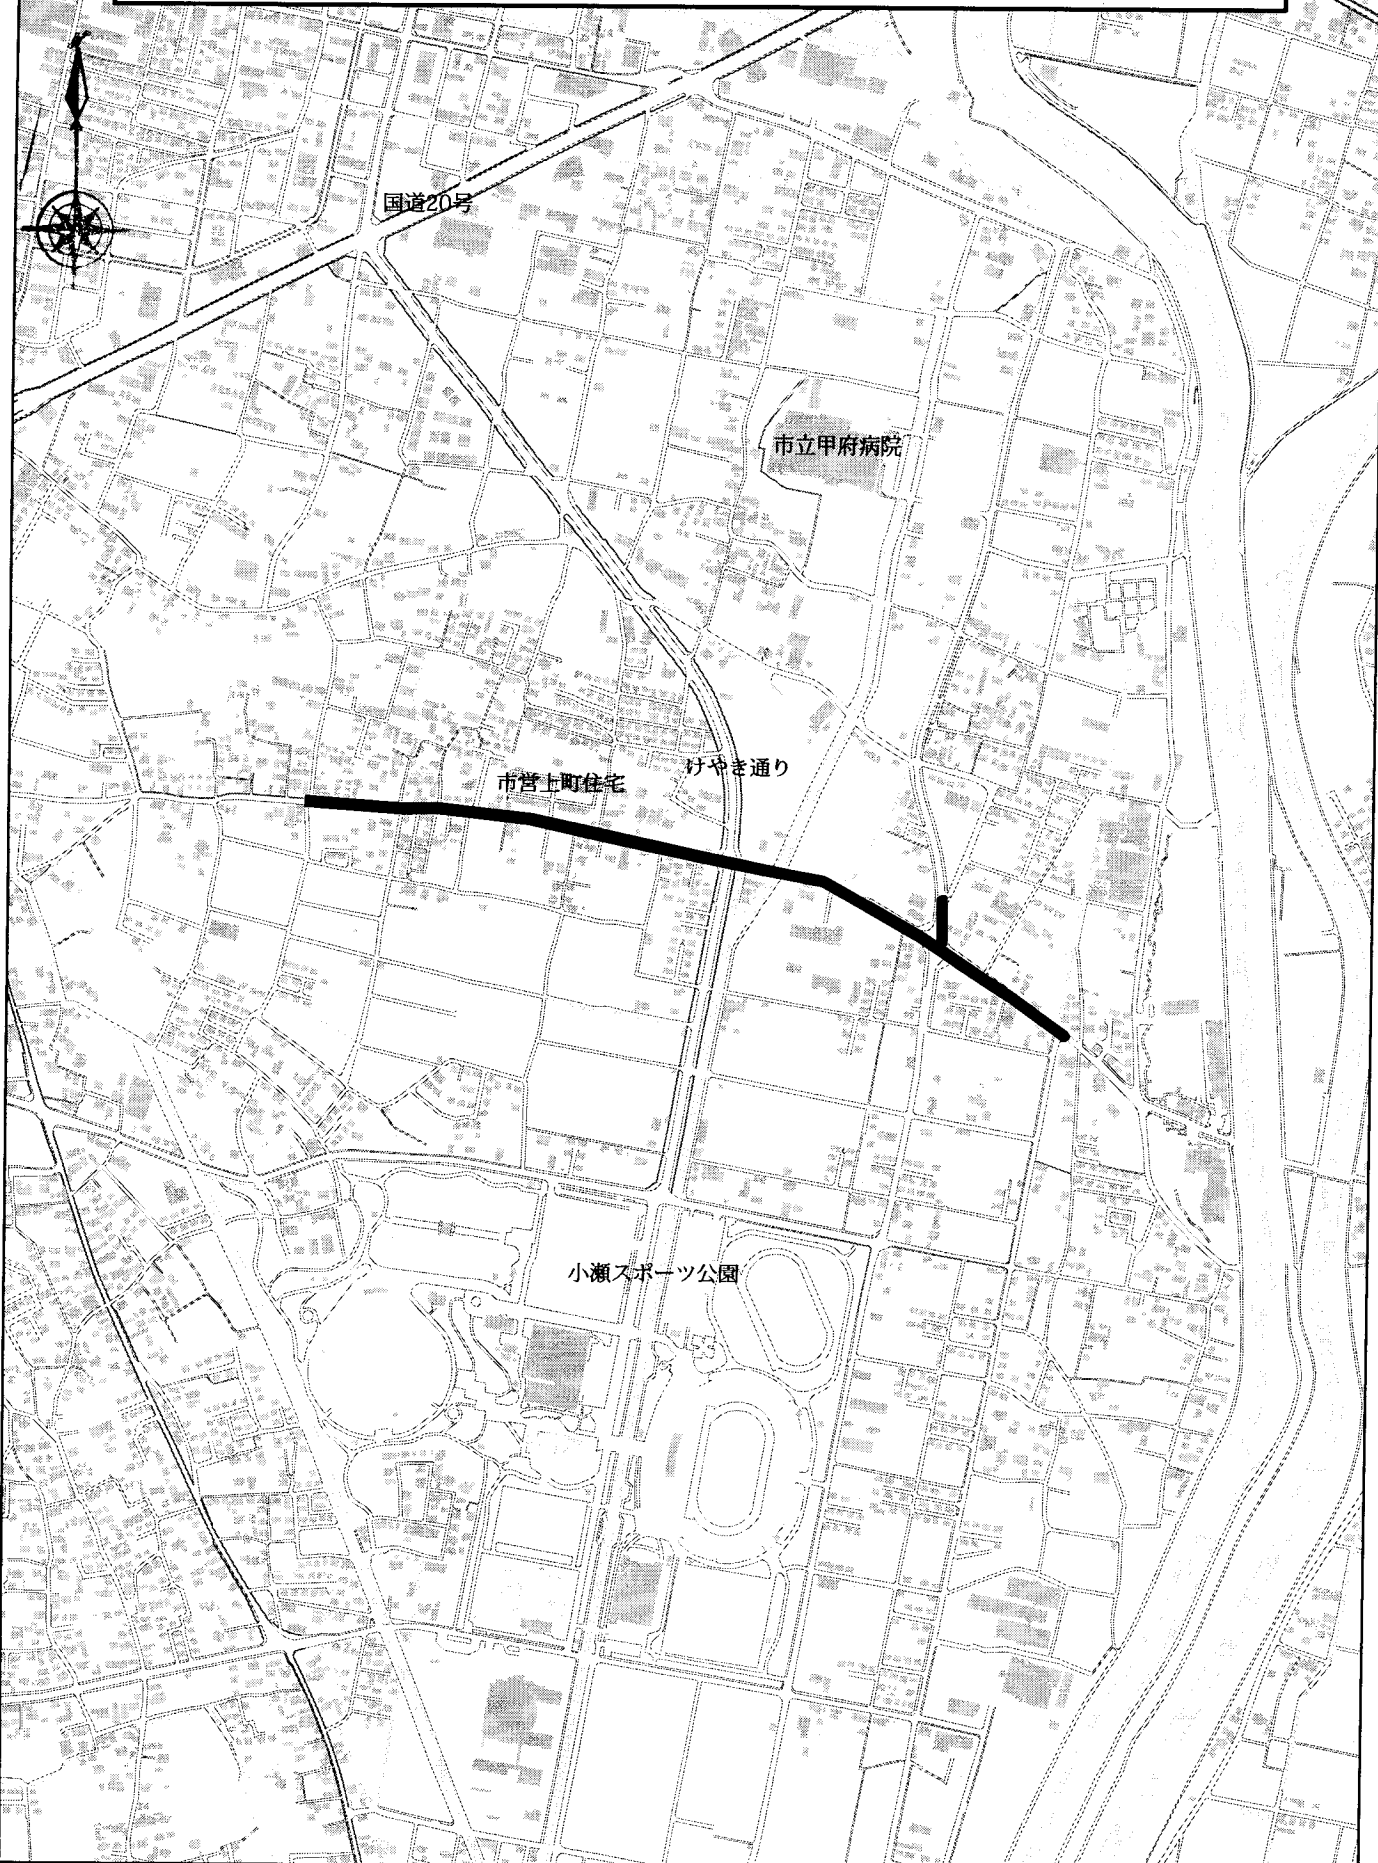 国道20号
市立甲府病院
けやき通り
市営上町住宅
小瀬スポーツ公園